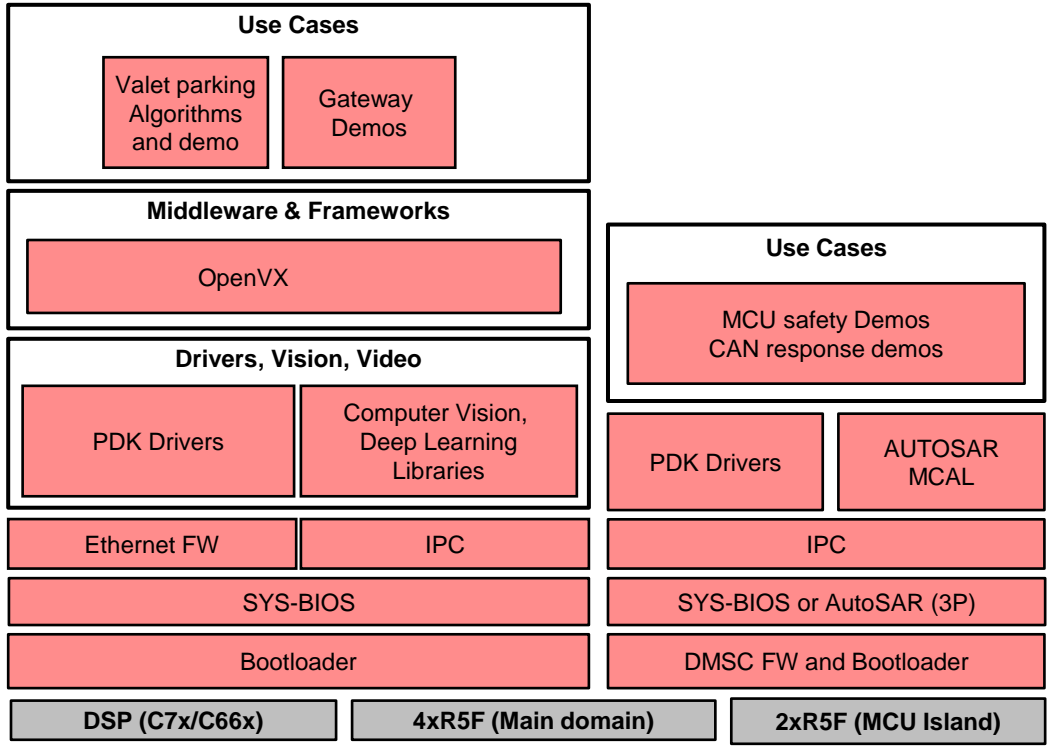 Use Cases
Valet parking
Algorithms
and demo
Gateway
Demos
Middleware & Frameworks
OpenVX
Drivers, Vision, Video
PDK Drivers
Computer Vision,
Deep Learning
Libraries
Ethernet FW
IPC
SYS-BIOS
Bootloader
Use Cases
MCU safety Demos
CAN response demos
PDK Drivers
AUTOSAR
MCAL
IPC
SYS-BIOS or AutoSAR (3P)
DMSC FW and Bootloader
DSP (C7x/C66x)
4xR5F (Main domain)
2xR5F (MCU Island)